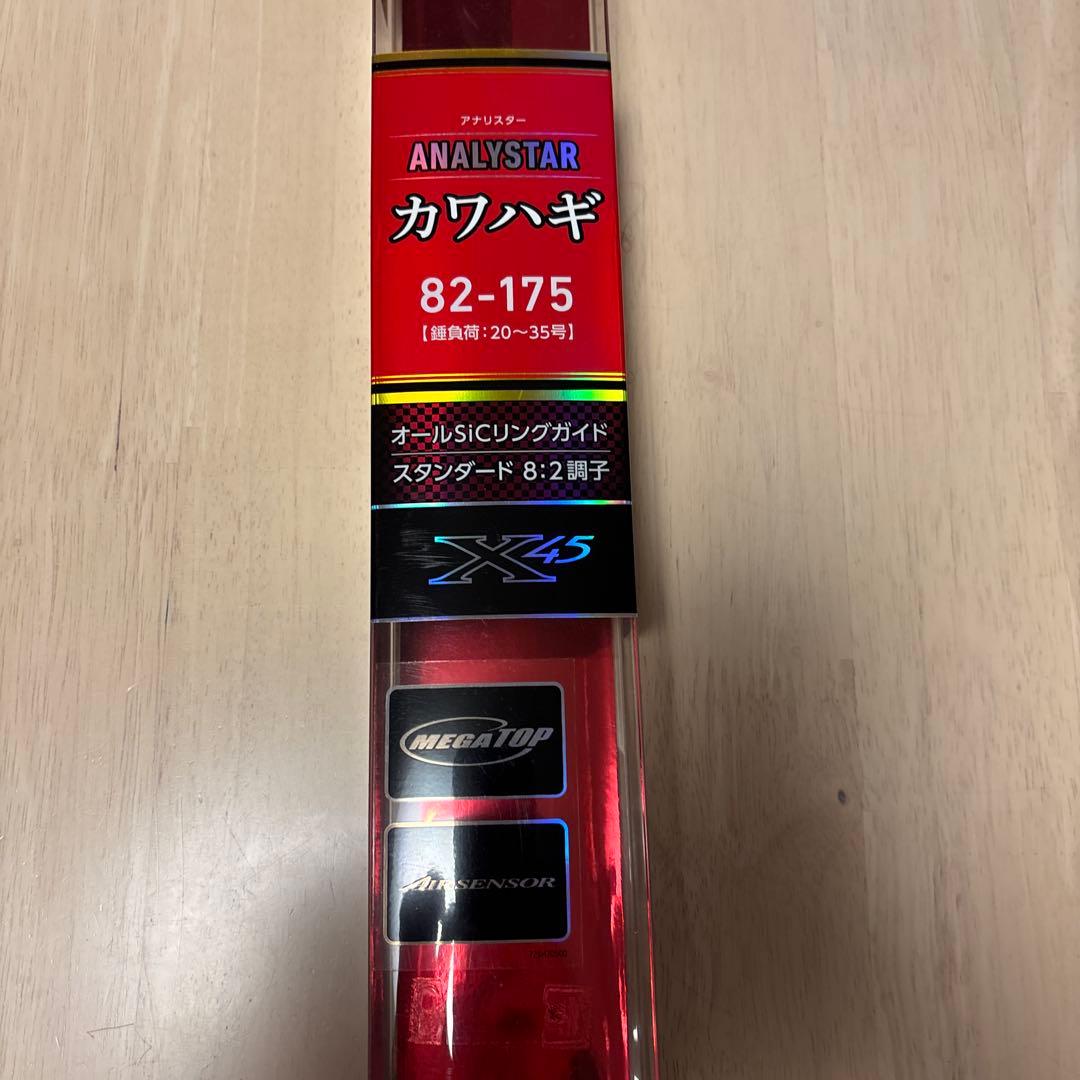 アナリスター
ANALYSTAR
カワハギ
82-175
【錘負荷:20〜35号】
オールSiCリングガイド
スタンダード 8:2調子
X45
MEGATOP
AIRSENSOR